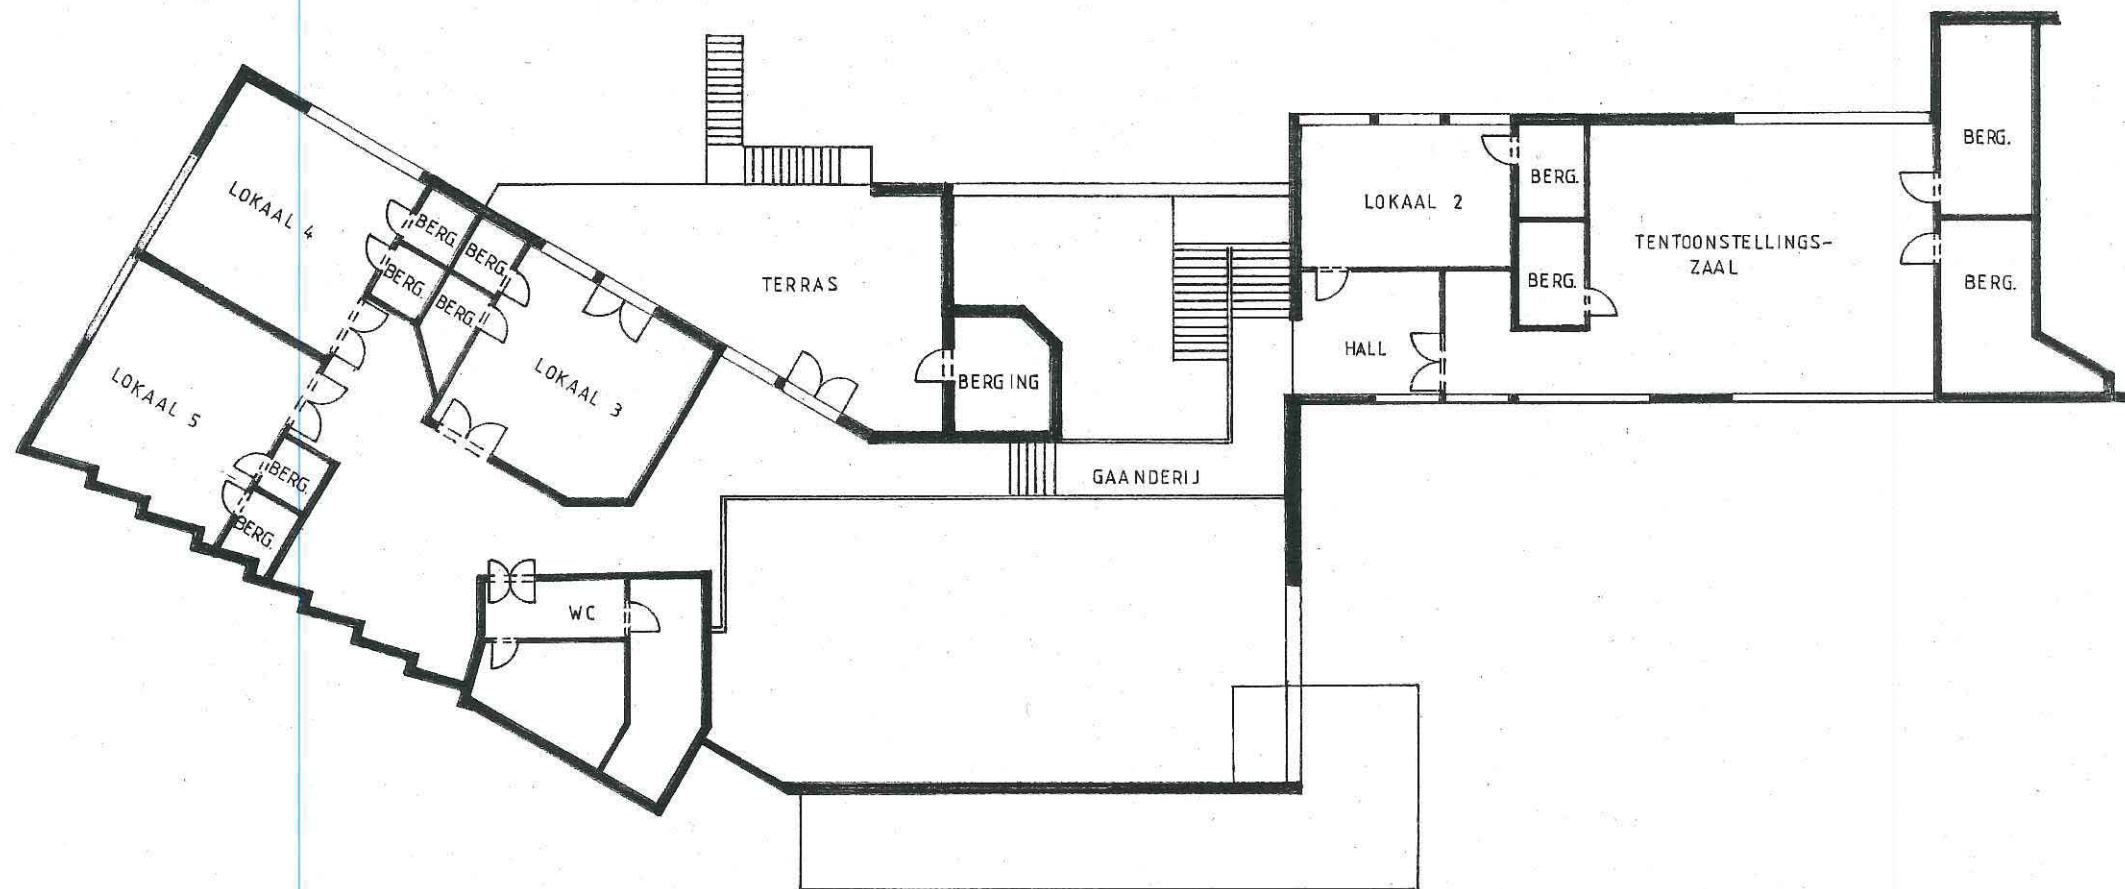 BERG.
LOKAAL 4
LOKAAL 2
BERG.
BERG.
BERG.
TENTOONSTELLINGS-
ZAAL
BERG.
BERG.
TERRAS
BERG.
BERG.
BERG.
LOKAAL 5
LOKAAL 3
BERGING
HALL
BERG.
BERG.
GAANDERIJ
WC